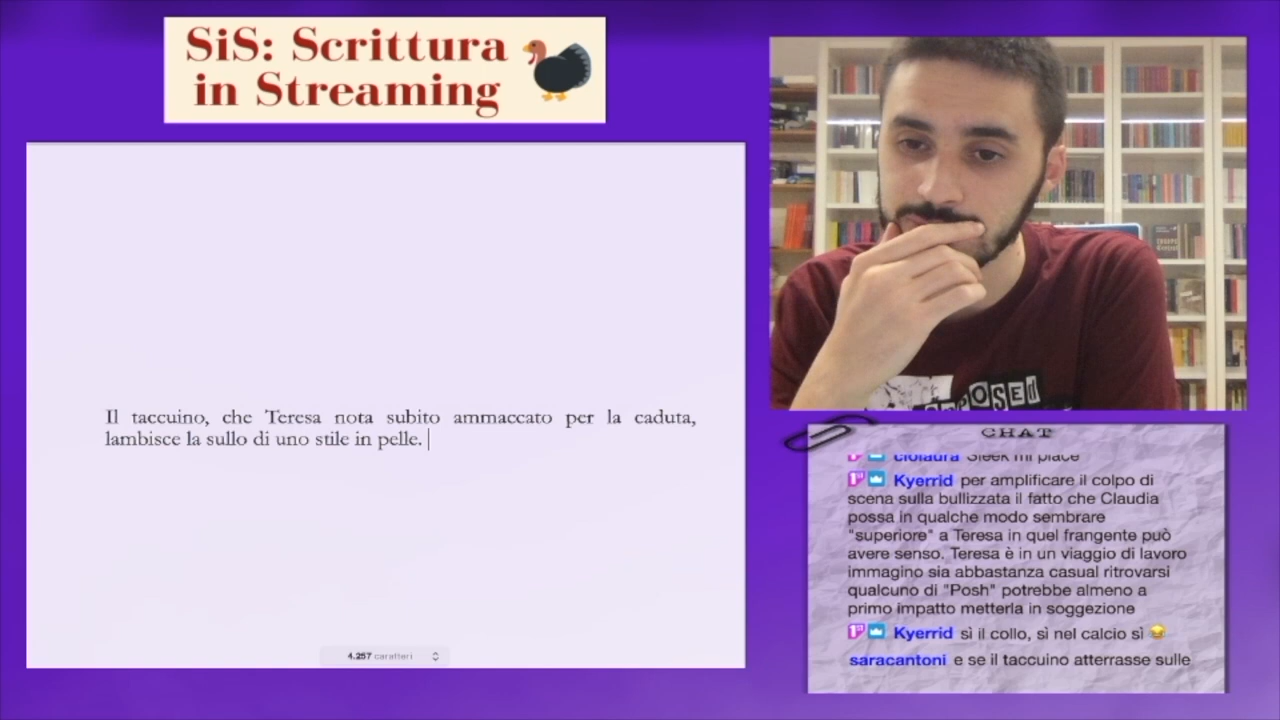 SiS: Scrittura
in Streaming
Il taccuino, che Teresa nota subito ammaccato per la caduta,
lambisce la sullo di uno stile in pelle.
4.257 caratteri
POSED
CHAT
ciolaura Sleek mi piace
Kyerrid per amplificare il colpo di
scena sulla bullizzata il fatto che Claudia
possa in qualche modo sembrare
"superiore" a Teresa in quel frangente può
avere senso. Teresa è in un viaggio di lavoro
immagino sia abbastanza casual ritrovarsi
qualcuno di "Posh" potrebbe almeno a
primo impatto metterla in soggezione
Kyerrid sì il collo, sì nel calcio sì
saracantoni e se il taccuino atterrasse sulle